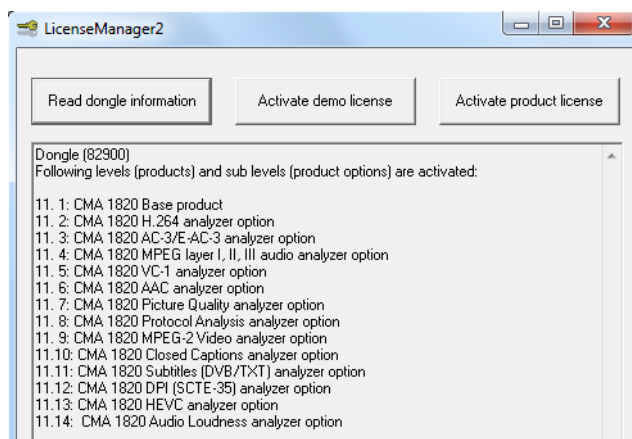 LicenseManager2
Read dongle information
Activate demo license
Activate product license
Dongle (82900)
Following levels (products) and sub levels (product options) are activated:
11. 1: CMA 1820 Base product
11. 2: CMA 1820 H.264 analyzer option
11. 3: CMA 1820 AC-3/E-AC-3 analyzer option
11. 4: CMA 1820 MPEG layer I, II, III audio analyzer option
11. 5: CMA 1820 VC-1 analyzer option
11. 6: CMA 1820 AAC analyzer option
11. 7: CMA 1820 Picture Quality analyzer option
11. 8: CMA 1820 Protocol Analysis analyzer option
11. 9: CMA 1820 MPEG-2 Video analyzer option
11.10: CMA 1820 Closed Captions analyzer option
11.11: CMA 1820 Subtitles (DVB/TXT) analyzer option
11.12: CMA 1820 DPI (SCTE-35) analyzer option
11.13: CMA 1820 HEVC analyzer option
11.14:  CMA 1820 Audio Loudness analyzer option